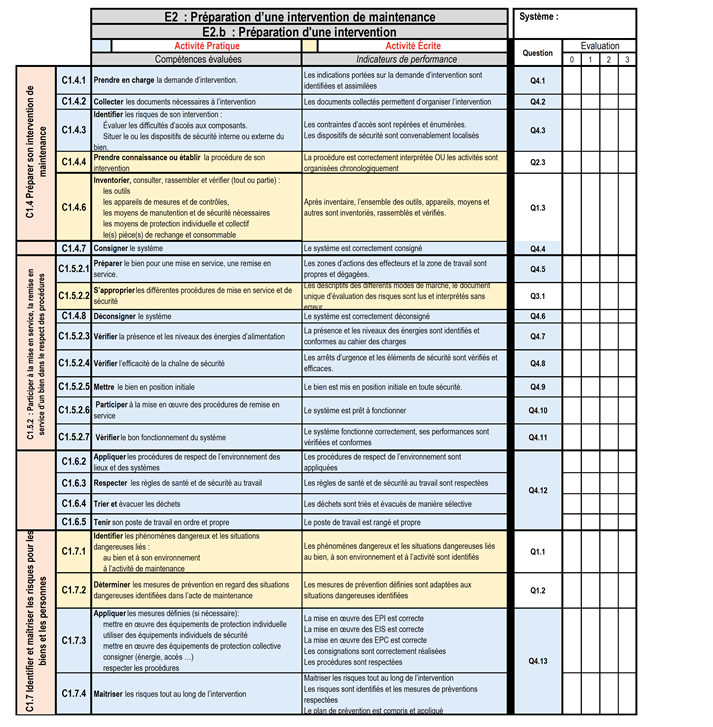 E2 : Préparation d'une intervention de maintenance
Système :
E2.b : Préparation d'une intervention
Activité Pratique
Activité Écrite
Question
Evaluation
Compétences évaluées
Indicateurs de performance
0 1 2 3
C1.4 Préparer son intervention de maintenance
C1.4.1 Prendre en charge la demande d'intervention.
Les indications portées sur la demande d'intervention sont
identifiées et assimilées
Q4.1
C1.4.2 Collecter les documents nécessaires à l'intervention
Les documents collectés permettent d'organiser l'intervention
Q4.2
C1.4.3 Identifier les risques de son intervention :
Évaluer les difficultés d'accès aux composants.
Situer le ou les dispositifs de sécurité interne ou externe du
bien.
Les contraintes d'accès sont repérées et énumérées.
Les dispositifs de sécurité sont convenablement localisés
Q4.3
C1.4.4 Prendre connaissance ou établir la procédure de son
intervention
La procédure est correctement interprétée OU les activités sont
organisées chronologiquement
Q2.3
C1.4.6 Inventorier, consulter, rassembler et vérifier (tout ou partie) :
les outils
les appareils de mesures et de contrôles,
les moyens de manutention et de sécurité nécessaires
les moyens de protection individuelle et collectif
le(s) pièce(s) de rechange et consommable
Après inventaire, l'ensemble des outils, appareils, moyens et
autres sont inventoriés, rassemblés et vérifiés.
Q1.3
C1.4.7 Consigner le système
Le système est correctement consigné
Q4.4
C1.5.2 : Participer à la mise en service, la remise en
service d'un bien dans le respect des procédures
C1.5.2.1 Préparer le bien pour une mise en service, une remise en
service.
Les zones d'actions des effecteurs et la zone de travail sont
propres et dégagées.
Q4.5
C1.5.2.2 S'approprier les différentes procédures de mise en service et de
sécurité
Les descriptifs des différents modes de marche, le document
unique d'évaluation des risques sont lus et interprétés sans
erreur
Q3.1
C1.4.8 Déconsigner le système
Le système est correctement déconsigné
Q4.6
C1.5.2.3 Vérifier la présence et les niveaux des énergies d'alimentation
La présence et les niveaux des énergies sont identifiés et
conformes au cahier des charges
Q4.7
C1.5.2.4 Vérifier l'efficacité de la chaîne de sécurité
Les arrêts d'urgence et les éléments de sécurité sont vérifiés et
efficaces.
Q4.8
C1.5.2.5 Mettre le bien en position initiale
Le bien est mis en position initiale en toute sécurité.
Q4.9
C1.5.2.6 Participer à la mise en œuvre des procédures de remise en
service
Le système est prêt à fonctionner
Q4.10
C1.5.2.7 Vérifier le bon fonctionnement du système
Le système fonctionne correctement, ses performances sont
vérifiées et conformes
Q4.11
C1.6.2 Appliquer les procédures de respect de l'environnement des
lieux et des systèmes
Les procédures de respect de l'environnement sont
appliquées
C1.6.3 Respecter les règles de santé et de sécurité au travail
Les règles de santé et de sécurité au travail sont respectées
Q4.12
C1.6.4 Trier et évacuer les déchets
Les déchets sont triés et évacués de manière sélective
C1.6.5 Tenir son poste de travail en ordre et propre
Le poste de travail est rangé et propre
C1.7 Identifier et maîtriser les risques pour les
biens et les personnes
C1.7.1 Identifier les phénomènes dangereux et les situations
dangereuses liés :
au bien et à son environnement
à l'activité de maintenance
Les phénomènes dangereux et les situations dangereuses liés
au bien, à son environnement et à l'activité sont identifiés
Q1.1
C1.7.2 Déterminer les mesures de prévention en regard des situations
dangereuses identifiées dans l'acte de maintenance
Les mesures de prévention définies sont adaptées aux
situations dangereuses identifiées
Q1.2
C1.7.3 Appliquer les mesures définies (si nécessaire):
mettre en œuvre des équipements de protection individuelle
utiliser des équipements individuels de sécurité
mettre en œuvre des équipements de protection collective
consigner (énergie, accès …)
respecter les procédures
La mise en œuvre des EPI est correcte
La mise en œuvre des EIS est correcte
La mise en œuvre des EPC est correcte
Les consignations sont correctement réalisées
Les procédures sont respectées
Q4.13
C1.7.4 Maitriser les risques tout au long de l'intervention
Maitriser les risques tout au long de l'intervention
Les risques sont identifiés et les mesures de préventions
respectées
Le plan de prévention est compris et appliqué